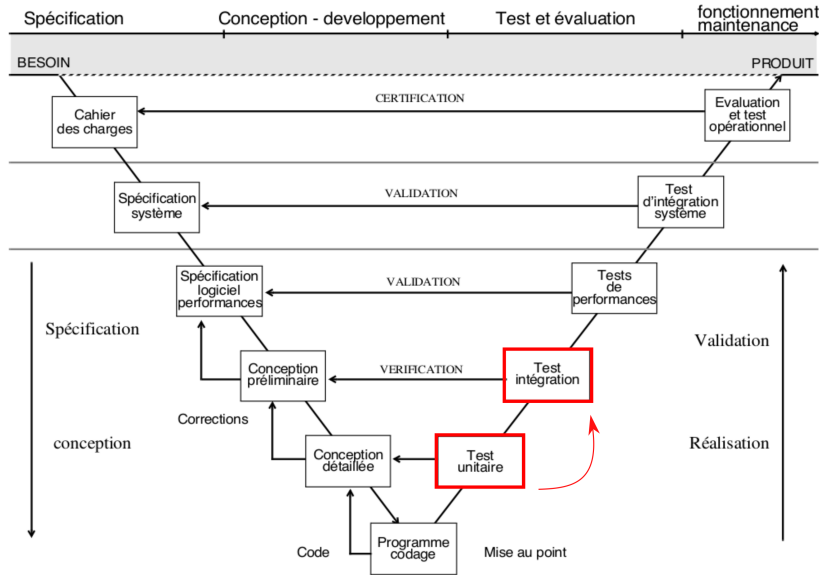 Spécification
Conception - developpement
Test et évaluation
fonctionnement
maintenance
BESOIN
PRODUIT
Cahier
des charges
CERTIFICATION
Evaluation
et test
opérationnel
Spécification
système
VALIDATION
Test
d'intégration
système
Spécification
logiciel
performances
VALIDATION
Tests
de
performances
Spécification
Validation
Conception
préliminaire
VERIFICATION
Test
intégration
Corrections
conception
Réalisation
Conception
détaillée
Test
unitaire
Code
Programme
codage
Mise au point